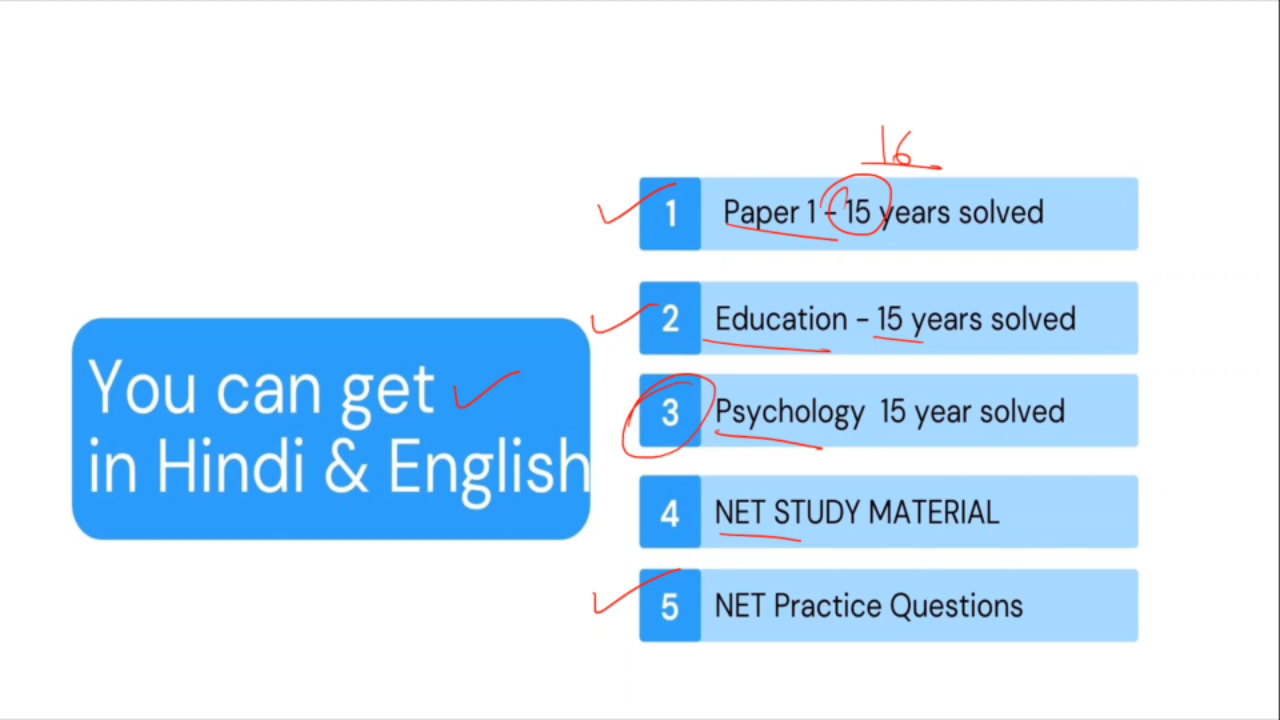 16
1 Paper 1 - 15 years solved
2 Education - 15 years solved
You can get
in Hindi & English
3 Psychology 15 year solved
4 NET STUDY MATERIAL
5 NET Practice Questions